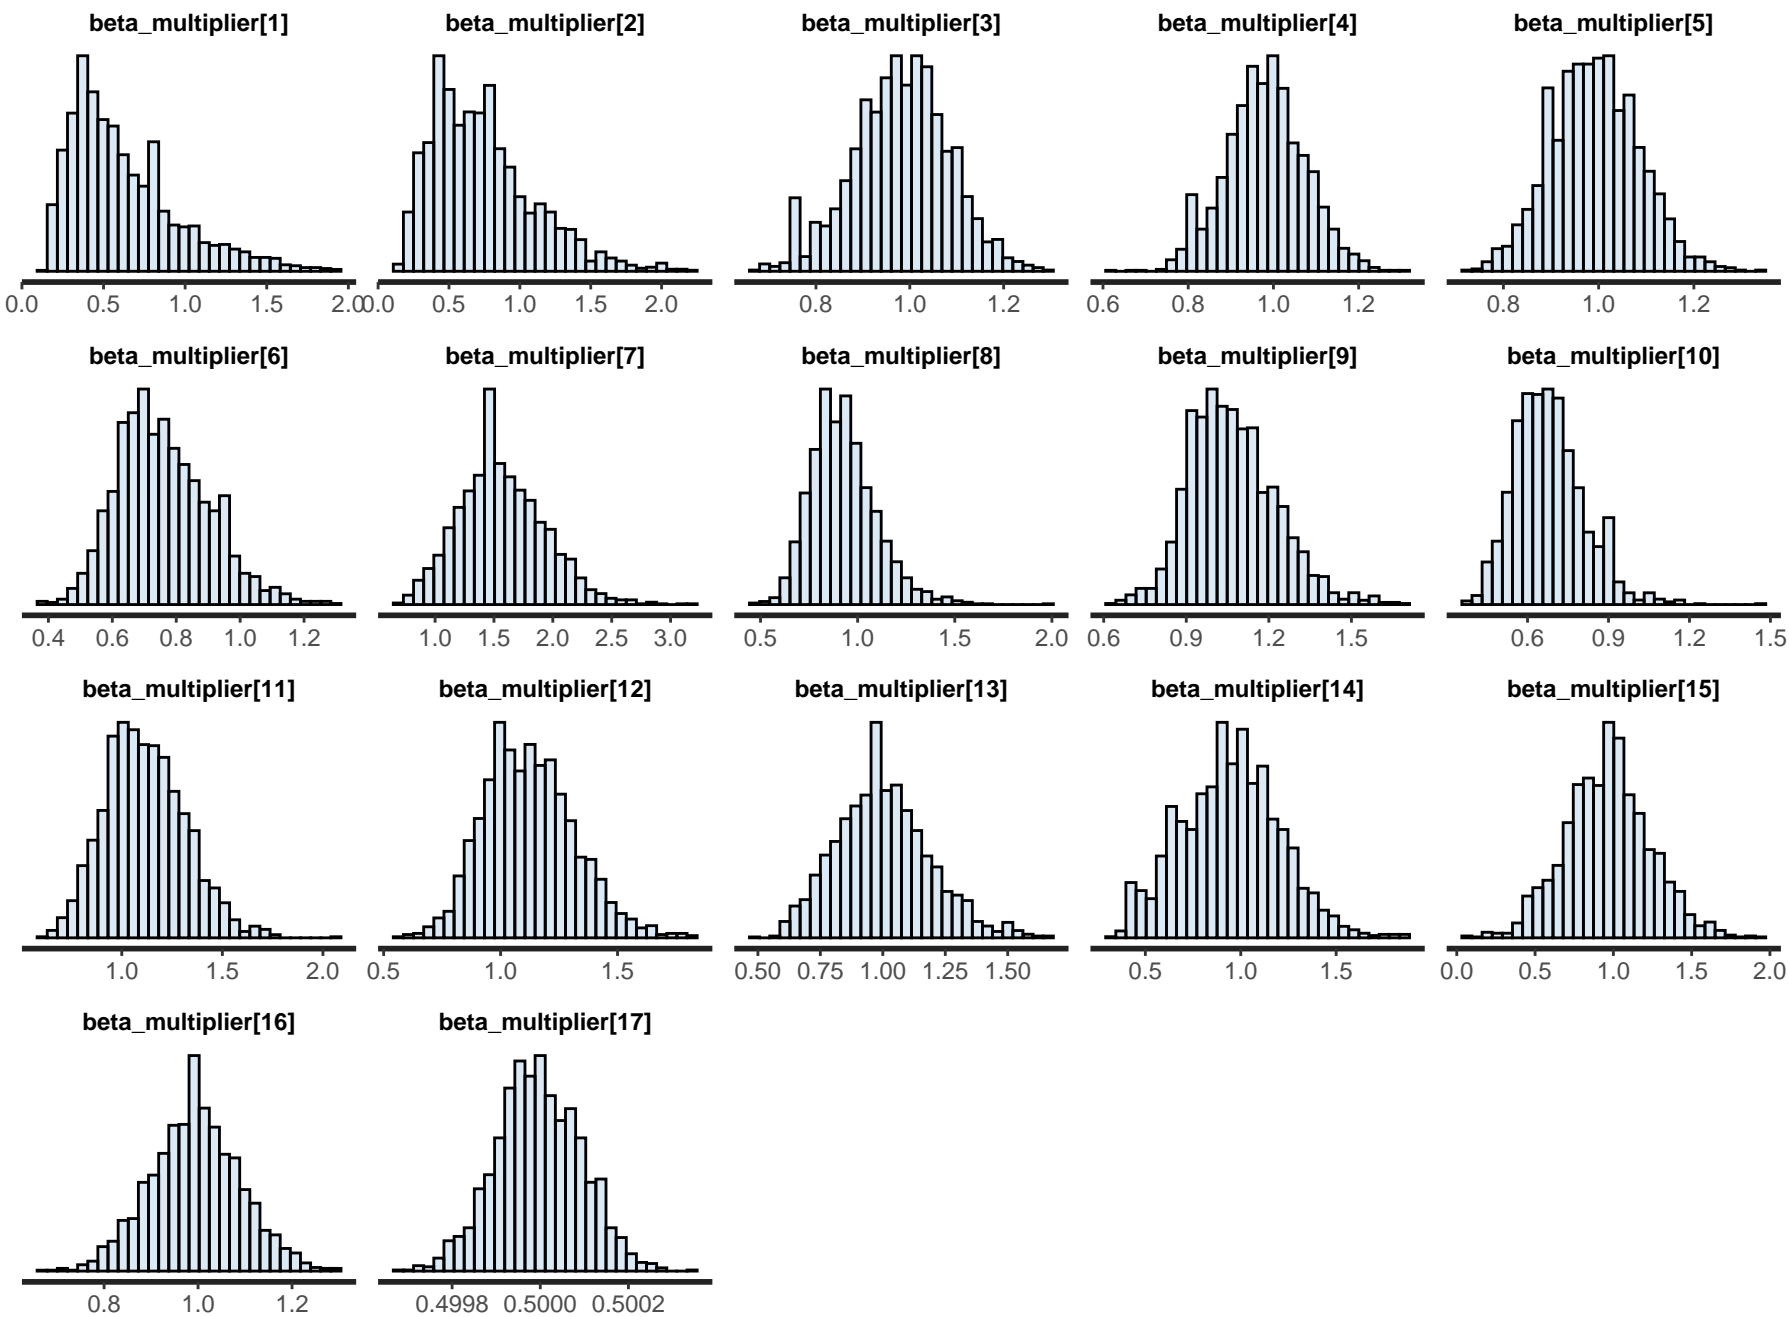 beta_multiplier[1] beta_multiplier[2] beta_multiplier[3] beta_multiplier[4] beta_multiplier[5]
0.0 0.5 1.0 1.5 2.0 0.0 0.5 1.0 1.5 2.0 0.8 1.0 1.2 0.6 0.8 1.0 1.2 0.8 1.0 1.2
beta_multiplier[6] beta_multiplier[7] beta_multiplier[8] beta_multiplier[9] beta_multiplier[10]
0.4 0.6 0.8 1.0 1.2 1.0 1.5 2.0 2.5 3.0 0.5 1.0 1.5 2.0 0.6 0.9 1.2 1.5 0.6 0.9 1.2 1.5
beta_multiplier[11] beta_multiplier[12] beta_multiplier[13] beta_multiplier[14] beta_multiplier[15]
1.0 1.5 2.0 0.5 1.0 1.5 0.50 0.75 1.00 1.25 1.50 0.5 1.0 1.5 0.0 0.5 1.0 1.5 2.0
beta_multiplier[16] beta_multiplier[17]
0.8 1.0 1.2 0.4998 0.5000 0.5002